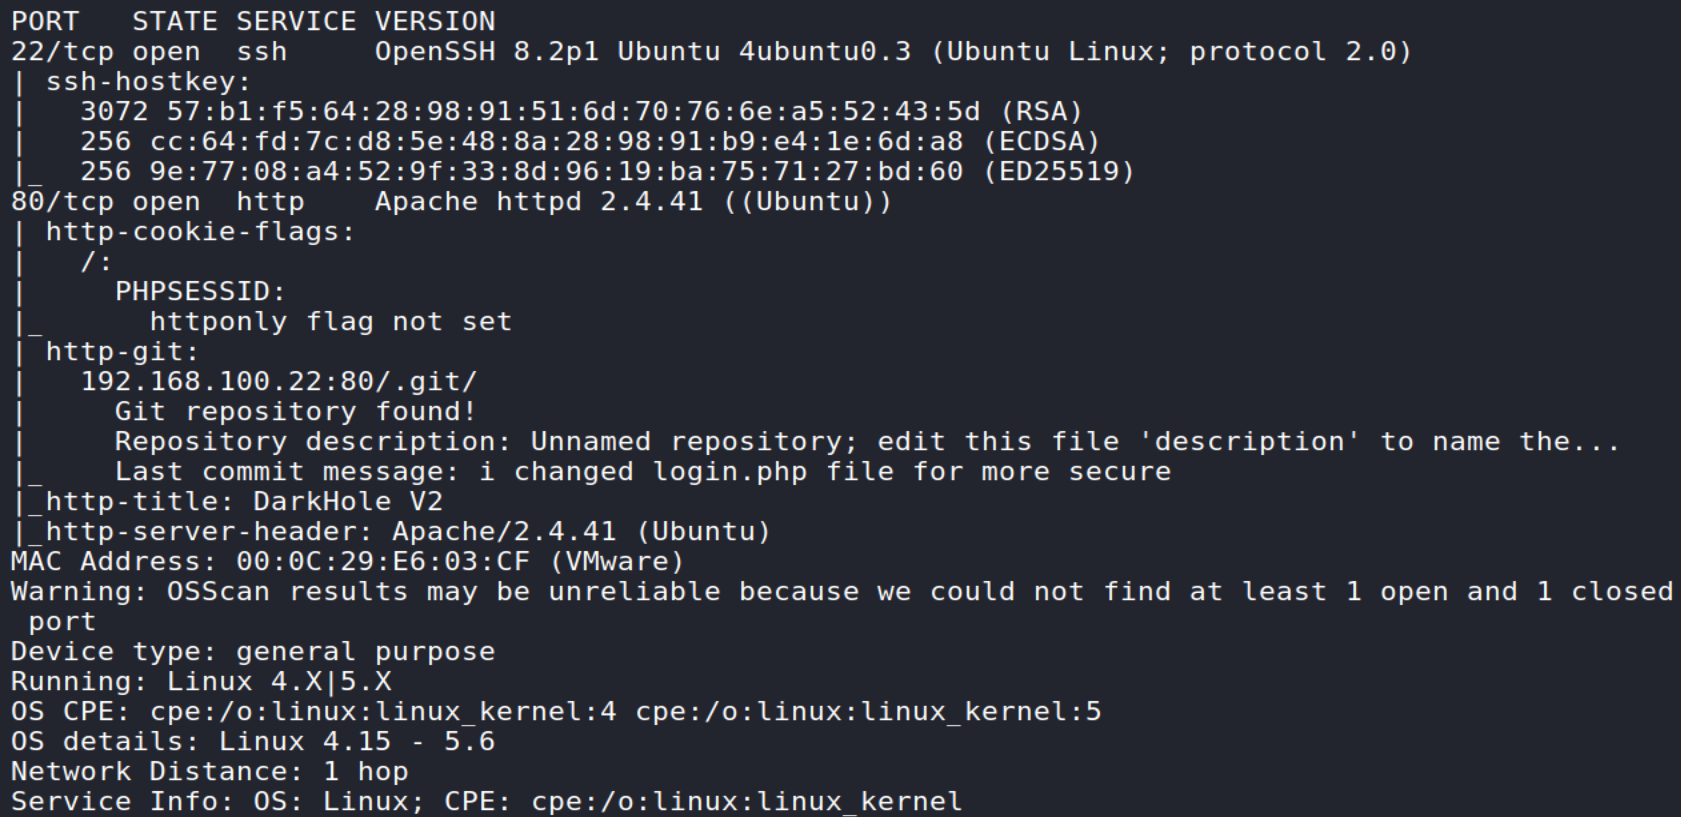 PORT   STATE SERVICE VERSION
22/tcp open  ssh     OpenSSH 8.2p1 Ubuntu 4ubuntu0.3 (Ubuntu Linux; protocol 2.0)
| ssh-hostkey:
|   3072 57:b1:f5:64:28:98:91:51:6d:70:76:6e:a5:52:43:5d (RSA)
|   256 cc:64:fd:7c:d8:5e:48:8a:28:98:91:b9:e4:1e:6d:a8 (ECDSA)
|_  256 9e:77:08:a4:52:9f:33:8d:96:19:ba:75:71:27:bd:60 (ED25519)
80/tcp open  http    Apache httpd 2.4.41 ((Ubuntu))
| http-cookie-flags:
|   /:
|     PHPSESSID:
|_      httponly flag not set
| http-git:
|   192.168.100.22:80/.git/
|     Git repository found!
|     Repository description: Unnamed repository; edit this file 'description' to name the...
|_    Last commit message: i changed login.php file for more secure
|_http-title: DarkHole V2
|_http-server-header: Apache/2.4.41 (Ubuntu)
MAC Address: 00:0C:29:E6:03:CF (VMware)
Warning: OSScan results may be unreliable because we could not find at least 1 open and 1 closed
 port
Device type: general purpose
Running: Linux 4.X|5.X
OS CPE: cpe:/o:linux:linux_kernel:4 cpe:/o:linux:linux_kernel:5
OS details: Linux 4.15 - 5.6
Network Distance: 1 hop
Service Info: OS: Linux; CPE: cpe:/o:linux:linux_kernel